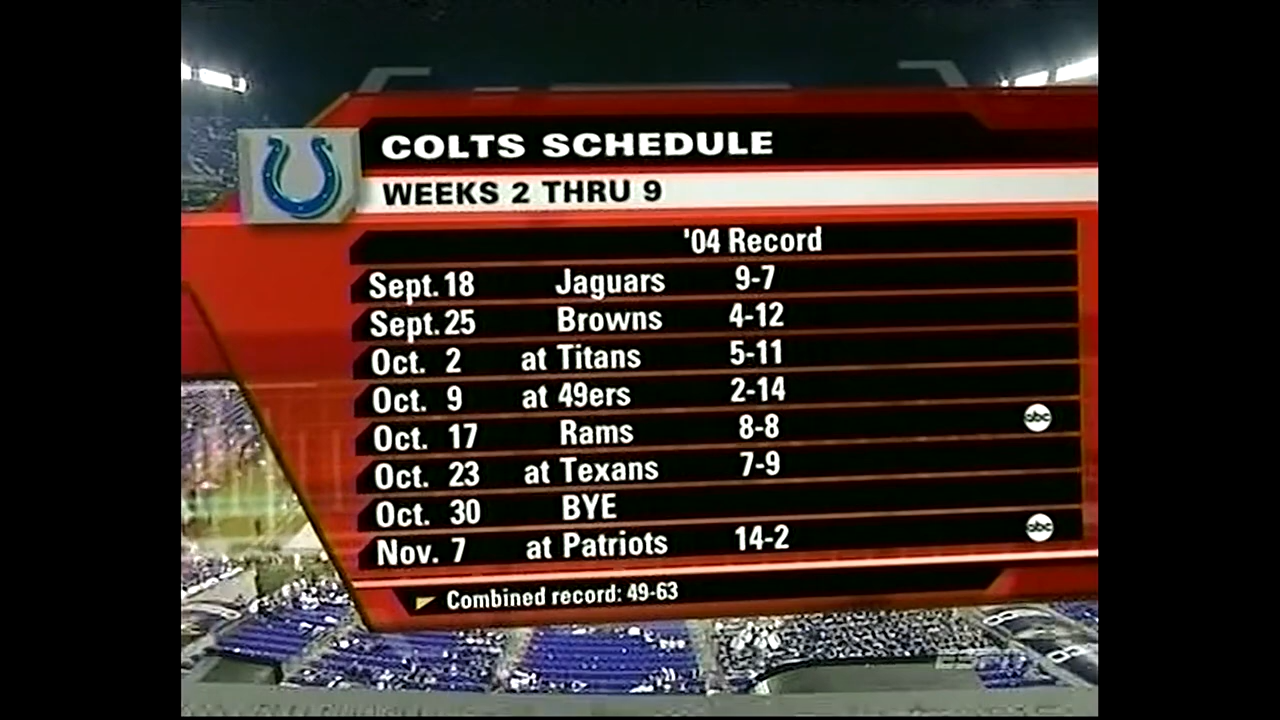 COLTS SCHEDULE
WEEKS 2 THRU 9
'04 Record
Sept. 18 Jaguars 9-7
Sept. 25 Browns 4-12
Oct. 2 at Titans 5-11
Oct. 9 at 49ers 2-14
Oct. 17 Rams 8-8 abc
Oct. 23 at Texans 7-9
Oct. 30 BYE
Nov. 7 at Patriots 14-2 abc
Combined record: 49-63
ESPN